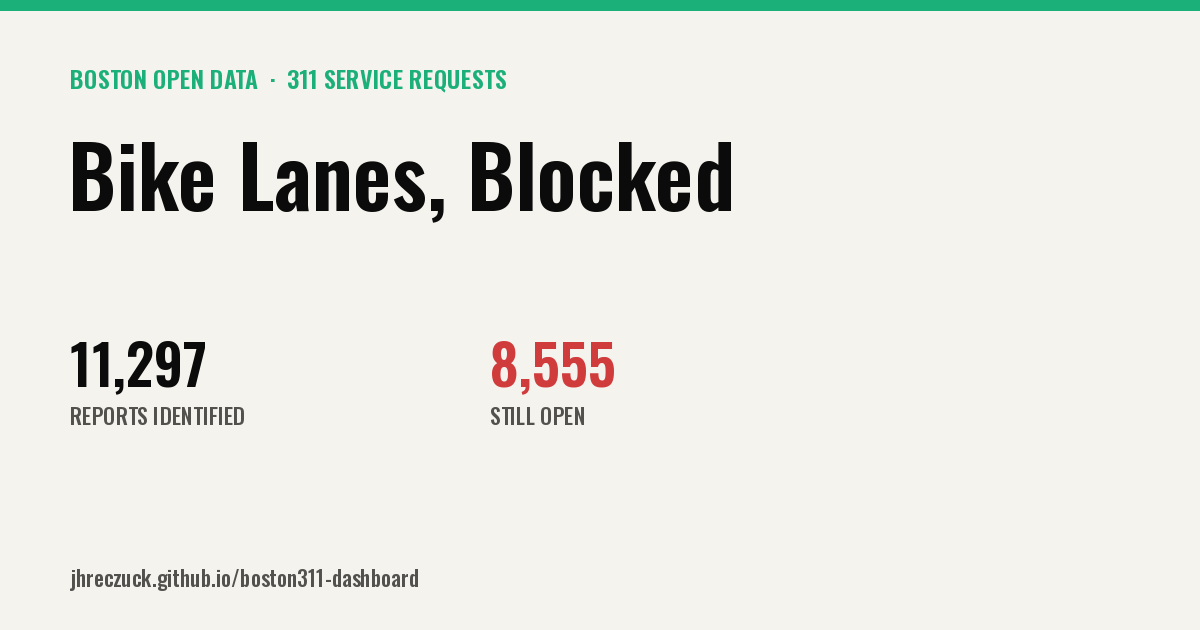 BOSTON OPEN DATA · 311 SERVICE REQUESTS
Bike Lanes, Blocked
11,297
REPORTS IDENTIFIED
8,555
STILL OPEN
jhreczuck.github.io/boston311-dashboard